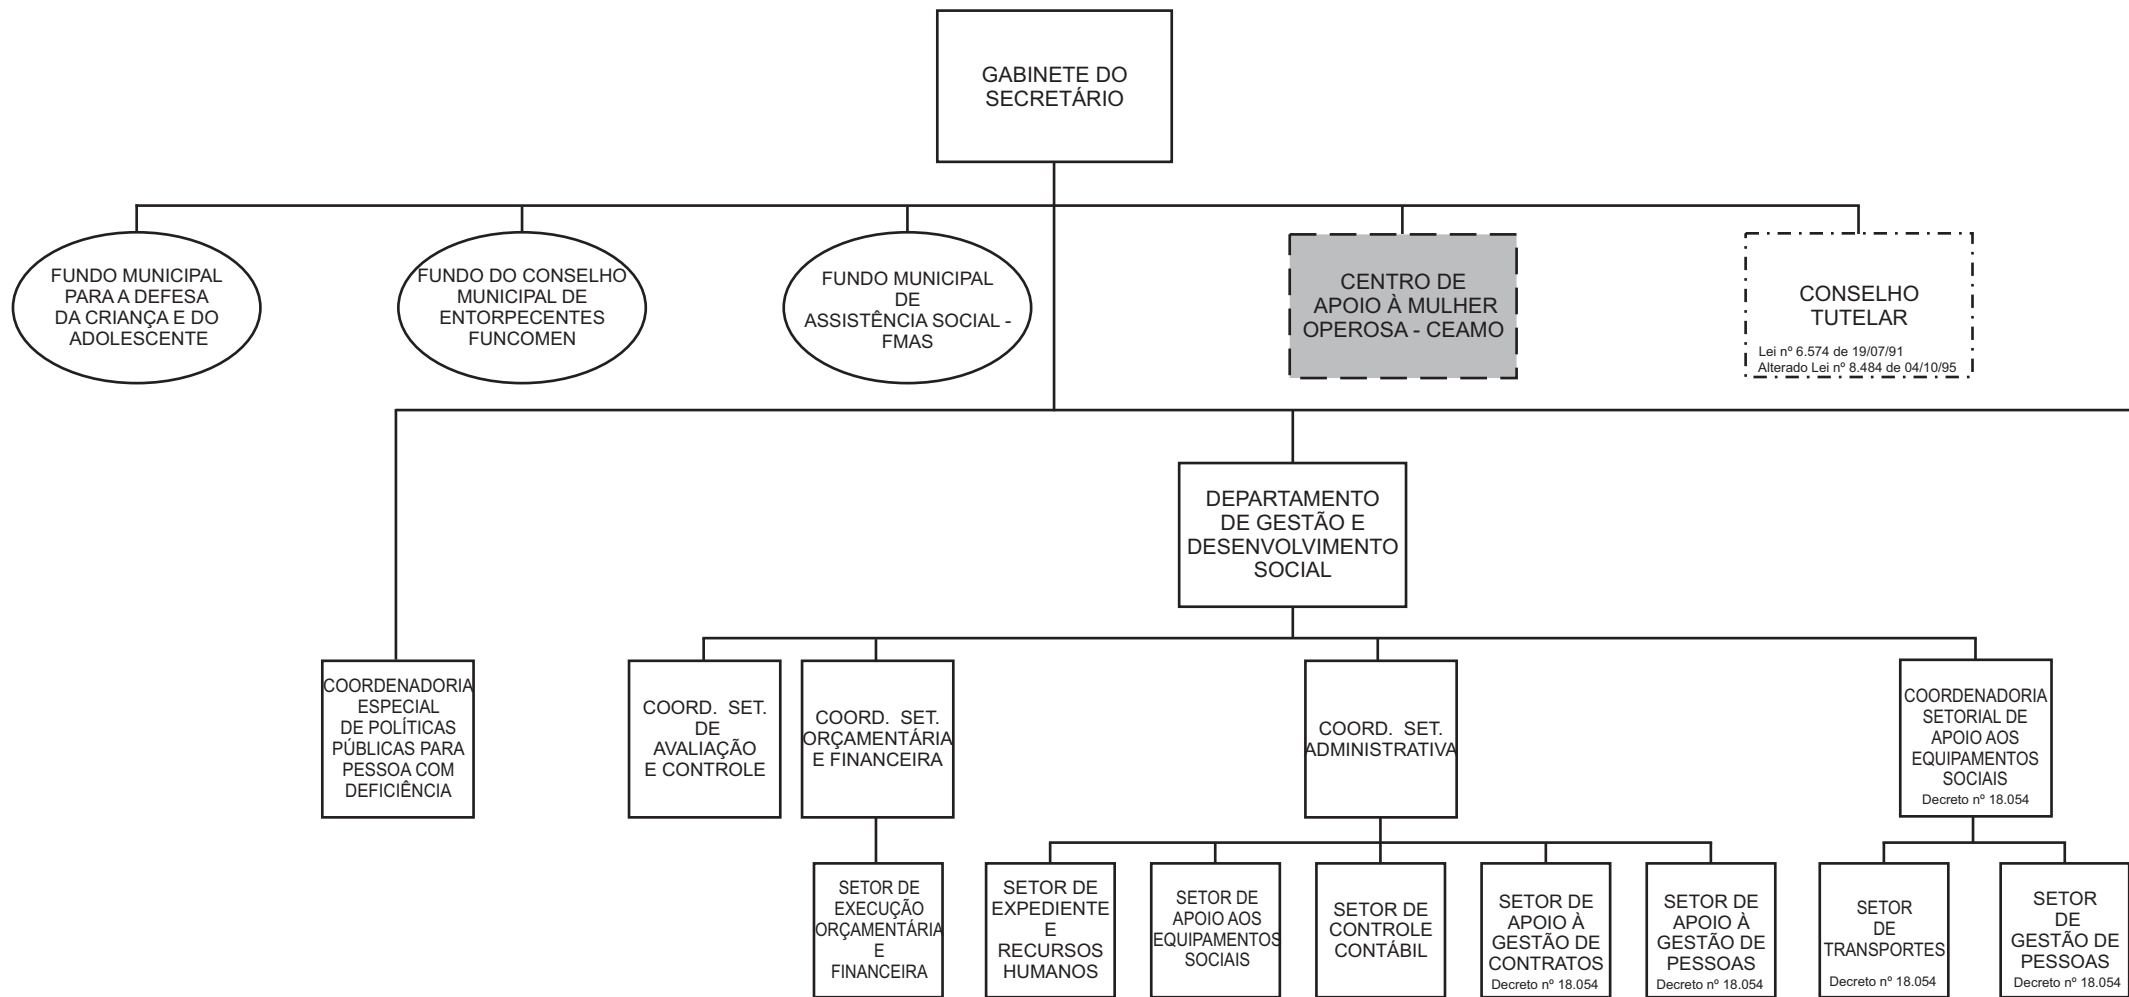 GABINETE DO
SECRETÁRIO
FUNDO MUNICIPAL
PARA A DEFESA
DA CRIANÇA E DO
ADOLESCENTE
FUNDO DO CONSELHO
MUNICIPAL DE
ENTORPECENTES
FUNCOMEN
FUNDO MUNICIPAL
DE
ASSISTÊNCIA SOCIAL -
FMAS
CENTRO DE
APOIO À MULHER
OPEROSA - CEAMO
CONSELHO
TUTELAR
Lei nº 6.574 de 19/07/91
Alterado Lei nº 8.484 de 04/10/95
DEPARTAMENTO
DE GESTÃO E
DESENVOLVIMENTO
SOCIAL
COORDENADORIA
ESPECIAL
DE POLÍTICAS
PÚBLICAS PARA
PESSOA COM
DEFICIÊNCIA
COORD. SET.
DE
AVALIAÇÃO
E CONTROLE
COORD. SET.
ORÇAMENTÁRIA
E FINANCEIRA
COORD. SET.
ADMINISTRATIVA
COORDENADORIA
SETORIAL DE
APOIO AOS
EQUIPAMENTOS
SOCIAIS
Decreto nº 18.054
SETOR DE
EXECUÇÃO
ORÇAMENTÁRIA
E
FINANCEIRA
SETOR DE
EXPEDIENTE
E
RECURSOS
HUMANOS
SETOR DE
APOIO AOS
EQUIPAMENTOS
SOCIAIS
SETOR DE
CONTROLE
CONTÁBIL
SETOR DE
APOIO À
GESTÃO DE
CONTRATOS
Decreto nº 18.054
SETOR DE
APOIO À
GESTÃO DE
PESSOAS
Decreto nº 18.054
SETOR
DE
TRANSPORTES
Decreto nº 18.054
SETOR
DE
GESTÃO DE
PESSOAS
Decreto nº 18.054